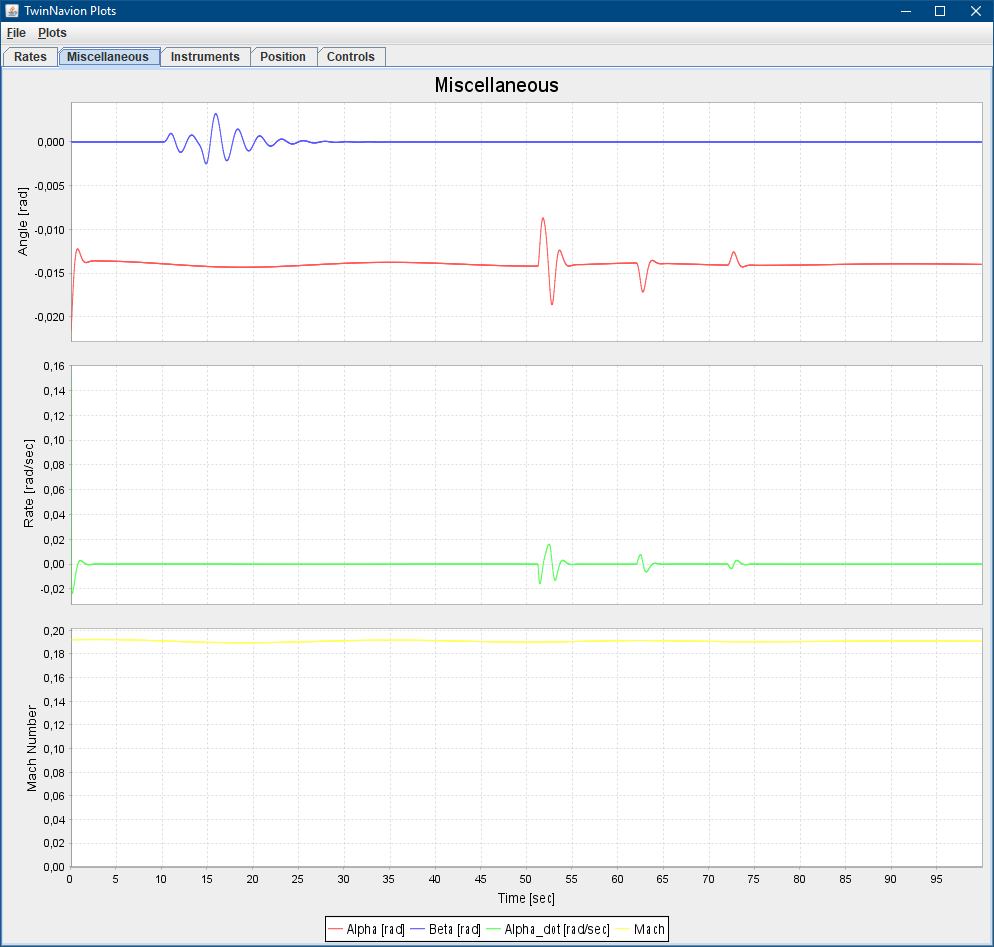 TwinNavion Plots
File Plots
Rates Miscellaneous Instruments Position Controls
Miscellaneous
Angle [rad]
0,000
-0,005
-0,010
-0,015
-0,020
Rate [rad/sec]
0,16
0,14
0,12
0,10
0,08
0,06
0,04
0,02
0,00
-0,02
Mach Number
0,20
0,18
0,16
0,14
0,12
0,10
0,08
0,06
0,04
0,02
0,00
0 5 10 15 20 25 30 35 40 45 50 55 60 65 70 75 80 85 90 95
Time [sec]
Alpha [rad] Beta [rad] Alpha_dot [rad/sec] Mach